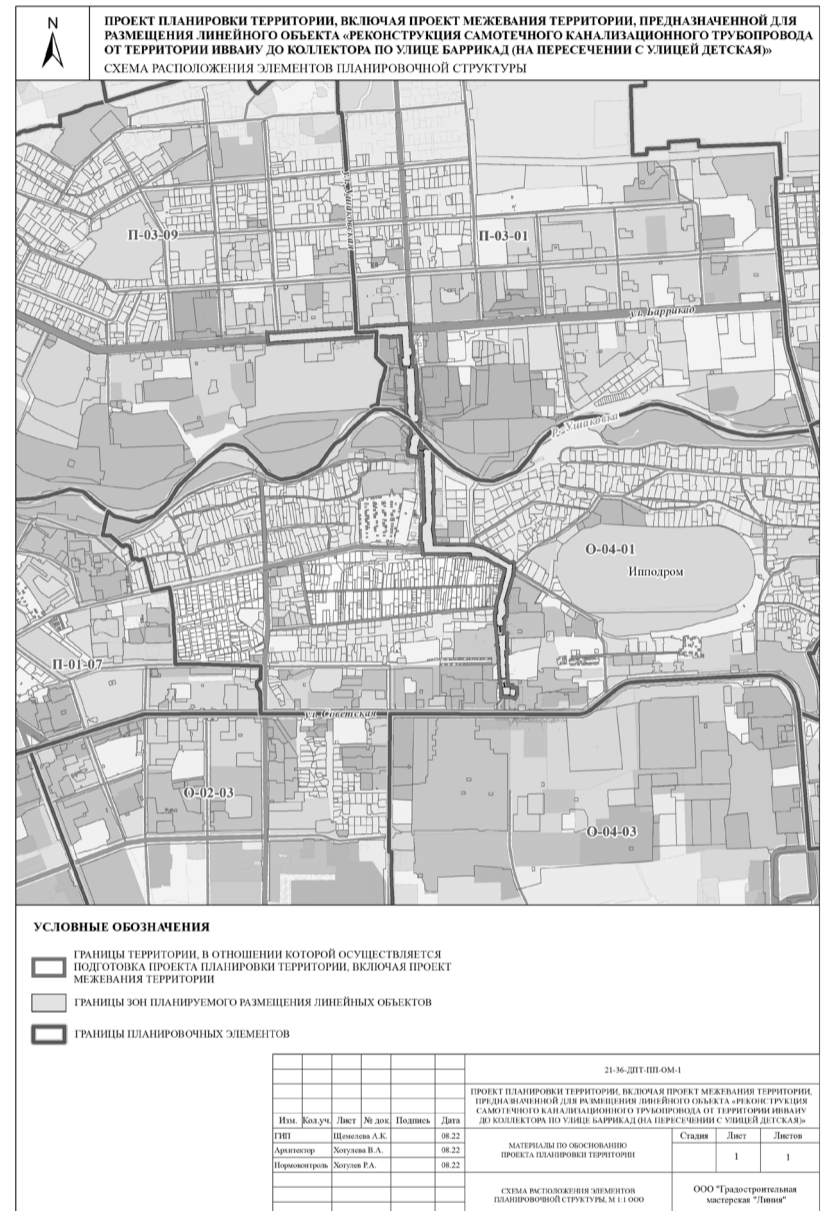 N
ПРОЕКТ ПЛАНИРОВКИ ТЕРРИТОРИИ, ВКЛЮЧАЯ ПРОЕКТ МЕЖЕВАНИЯ ТЕРРИТОРИИ, ПРЕДНАЗНАЧЕННОЙ ДЛЯ
РАЗМЕЩЕНИЯ ЛИНЕЙНОГО ОБЪЕКТА «РЕКОНСТРУКЦИЯ САМОТЕЧНОГО КАНАЛИЗАЦИОННОГО ТРУБОПРОВОДА
ОТ ТЕРРИТОРИИ ИВВАИУ ДО КОЛЛЕКТОРА ПО УЛИЦЕ БАРРИКАД (НА ПЕРЕСЕЧЕНИИ С УЛИЦЕЙ ДЕТСКАЯ)»
СХЕМА РАСПОЛОЖЕНИЯ ЭЛЕМЕНТОВ ПЛАНИРОВОЧНОЙ СТРУКТУРЫ
П-03-09
П-03-01
ул. Баррикад
р. Ушаковка
О-04-01
Ипподром
П-01-07
ул. Советская
О-02-03
О-04-03
УСЛОВНЫЕ ОБОЗНАЧЕНИЯ
ГРАНИЦЫ ТЕРРИТОРИИ, В ОТНОШЕНИИ КОТОРОЙ ОСУЩЕСТВЛЯЕТСЯ
ПОДГОТОВКА ПРОЕКТА ПЛАНИРОВКИ ТЕРРИТОРИИ, ВКЛЮЧАЯ ПРОЕКТ
МЕЖЕВАНИЯ ТЕРРИТОРИИ
ГРАНИЦЫ ЗОН ПЛАНИРУЕМОГО РАЗМЕЩЕНИЯ ЛИНЕЙНЫХ ОБЪЕКТОВ
ГРАНИЦЫ ПЛАНИРОВОЧНЫХ ЭЛЕМЕНТОВ
21-36-ДПТ-ПП-ОМ-1
ПРОЕКТ ПЛАНИРОВКИ ТЕРРИТОРИИ, ВКЛЮЧАЯ ПРОЕКТ МЕЖЕВАНИЯ ТЕРРИТОРИИ,
ПРЕДНАЗНАЧЕННОЙ ДЛЯ РАЗМЕЩЕНИЯ ЛИНЕЙНОГО ОБЪЕКТА «РЕКОНСТРУКЦИЯ
САМОТЕЧНОГО КАНАЛИЗАЦИОННОГО ТРУБОПРОВОДА ОТ ТЕРРИТОРИИ ИВВАИУ
ДО КОЛЛЕКТОРА ПО УЛИЦЕ БАРРИКАД (НА ПЕРЕСЕЧЕНИИ С УЛИЦЕЙ ДЕТСКАЯ)»
Изм. Кол.уч. Лист № док. Подпись Дата
ГИП Щемелева А.К. 08.22
Архитектор Хотулева В.А. 08.22
Нормоконтроль Хотулев Р.А. 08.22
МАТЕРИАЛЫ ПО ОБОСНОВАНИЮ
ПРОЕКТА ПЛАНИРОВКИ ТЕРРИТОРИИ
Стадия Лист Листов
1 1
СХЕМА РАСПОЛОЖЕНИЯ ЭЛЕМЕНТОВ
ПЛАНИРОВОЧНОЙ СТРУКТУРЫ, М 1:1 000
ООО "Градостроительная
мастерская "Линия"